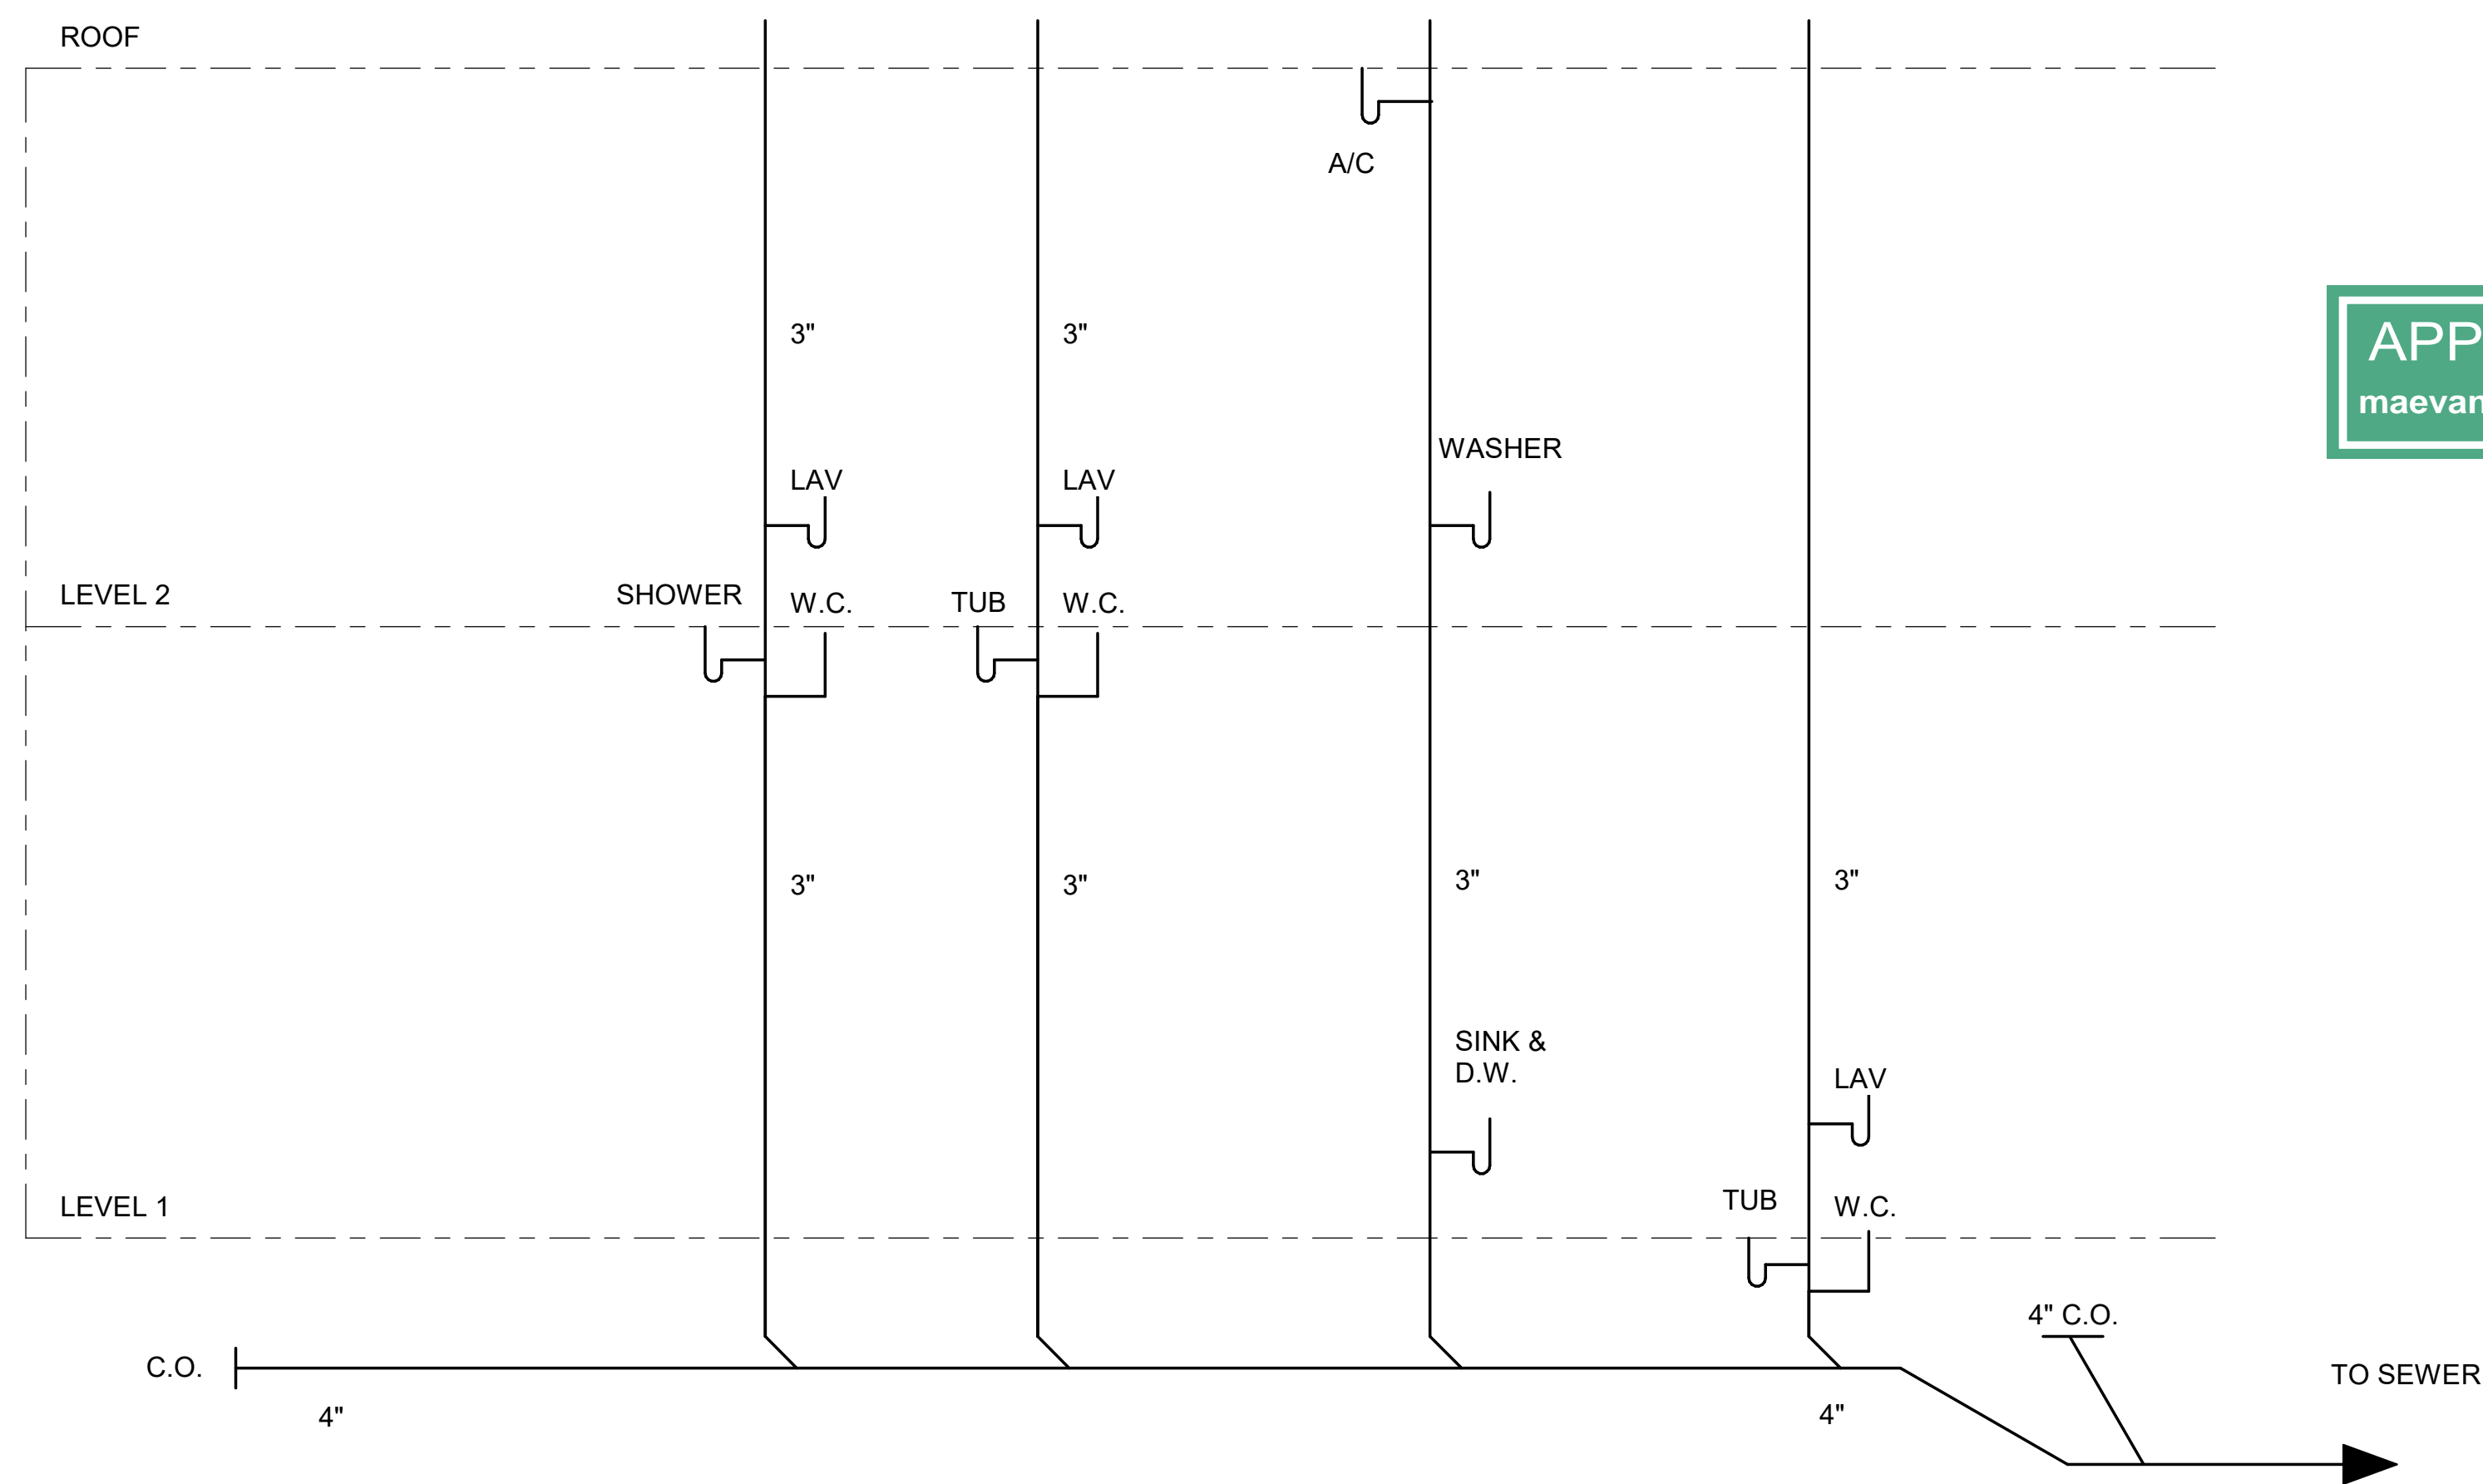 ROOF
A/C
3"
3"
WASHER
LAV
LAV
LEVEL 2
SHOWER
W.C.
TUB
W.C.
3"
3"
3"
3"
SINK &
D.W.
LAV
LEVEL 1
TUB
W.C.
4" C.O.
C.O.
TO SEWER
4"
4"